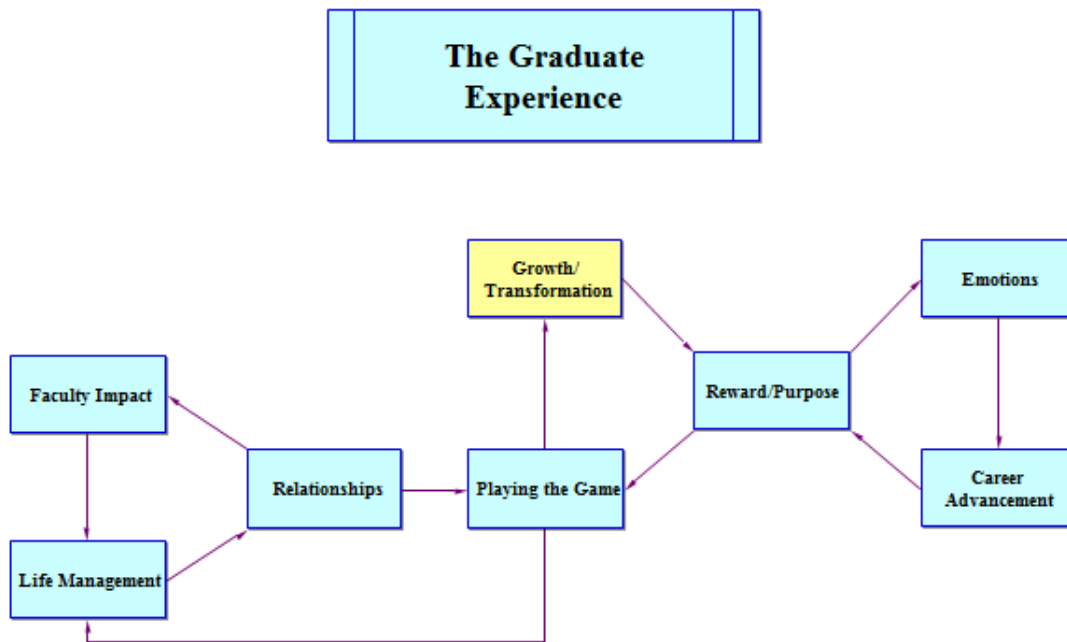 The Graduate
Experience
Growth/
Transformation
Emotions
Faculty Impact
Reward/Purpose
Relationships
Playing the Game
Career
Advancement
Life Management